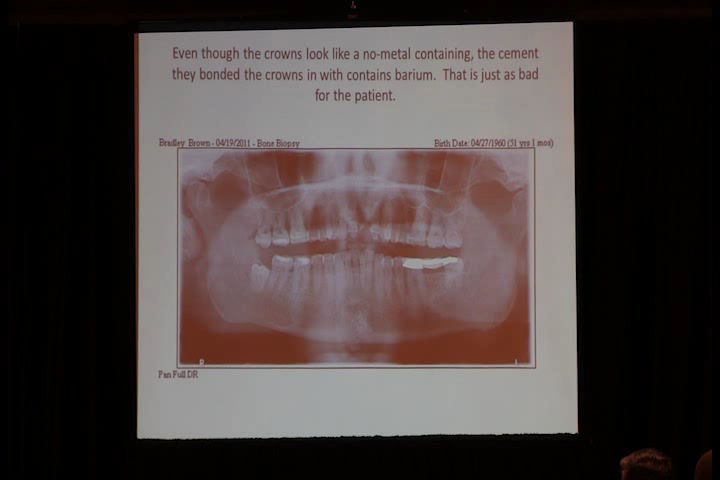 Even though the crowns look like a no-metal containing, the cement
they bonded the crowns in with contains barium. That is just as bad
for the patient.
Bradley Brown - 04/19/2011 - Bone Biopsy
Birth Date: 04/27/1960 (51 yrs 1 mos)
Pan Full DR